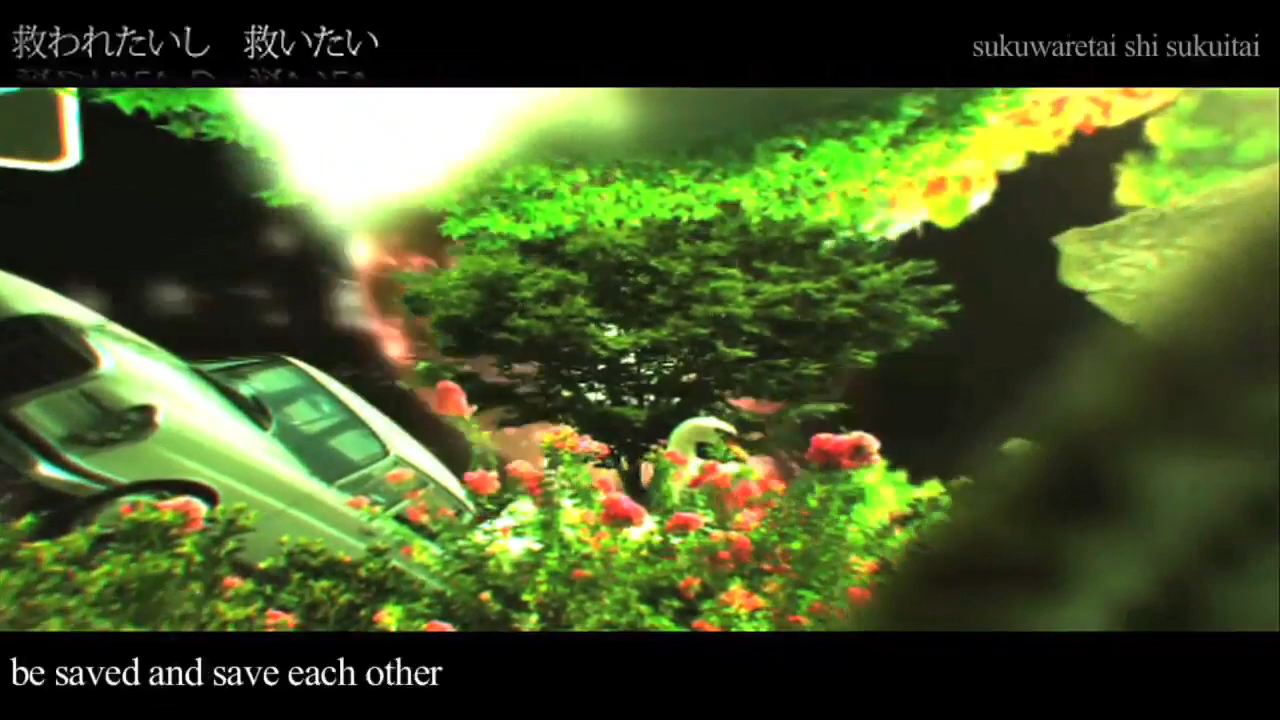 救われたいし　救いたい
sukuwaretai shi sukuitai
be saved and save each other